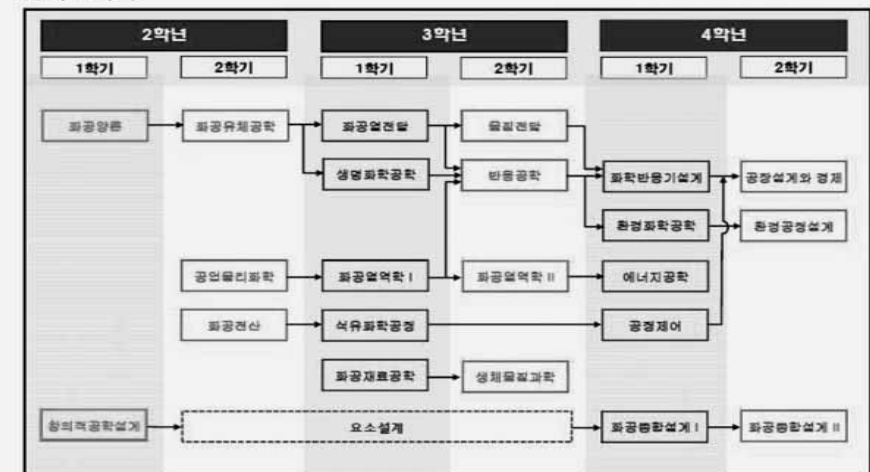 2학년 3학년 4학년
1학기 2학기 1학기 2학기 1학기 2학기
화공양론 화공유체공학 화공열전달 물질전달
생명화학공학 반응공학 화학반응기설계 공장설계와 경제
환경화학공학 환경공정설계
공업물리화학 화공열역학 I 화공열역학 II 에너지공학
화공전산 석유화학공정 공정제어
화공재료공학 생체물질과학
창의적공학설계 요소설계 화공종합설계 I 화공종합설계 II